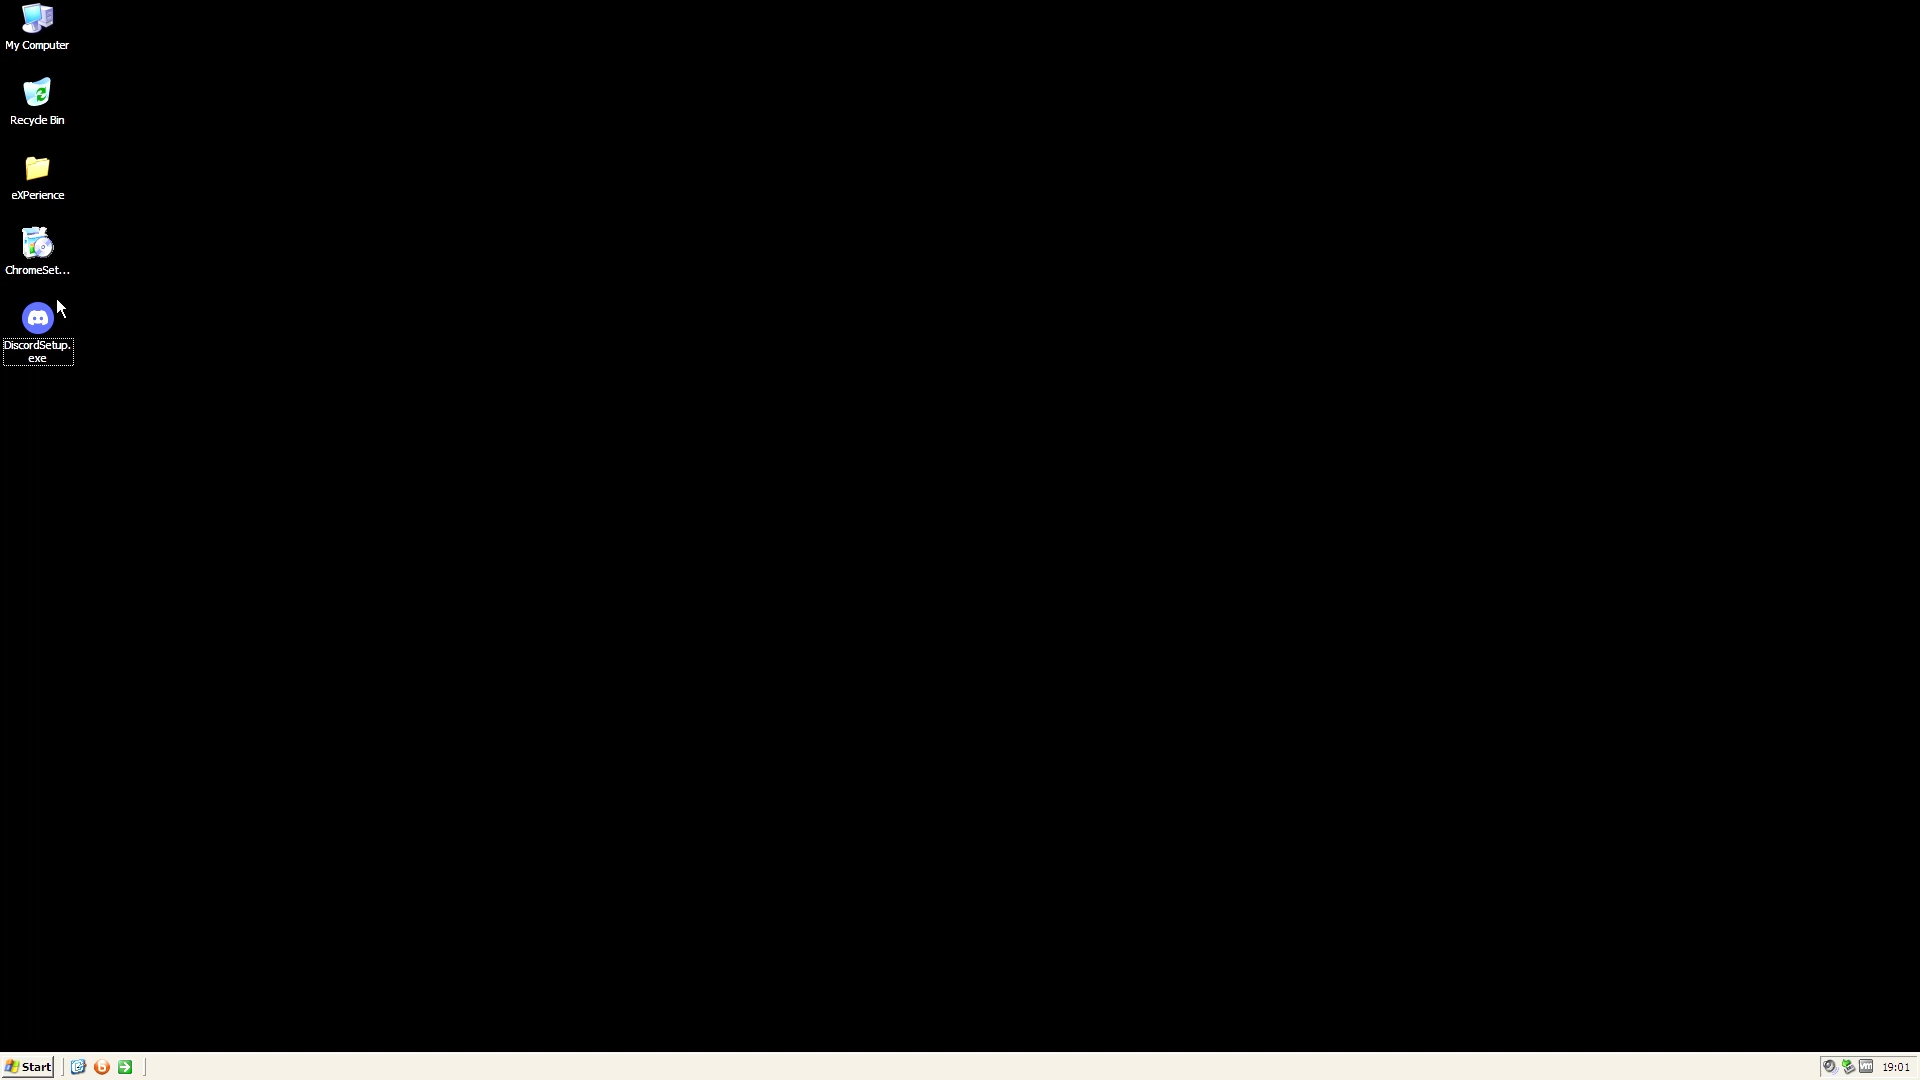 My Computer
Recycle Bin
eXPerience
ChromeSet...
DiscordSetup.
exe
Start
19:01